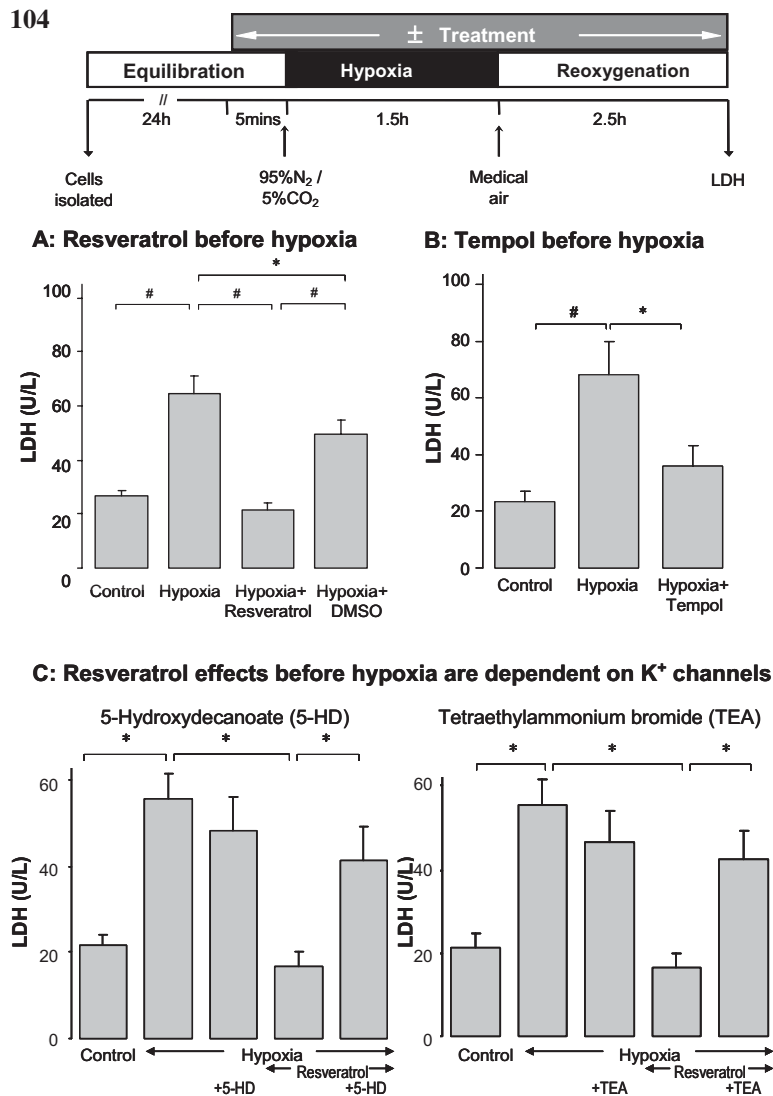 104
± Treatment
Equilibration Hypoxia Reoxygenation
//
24h 5mins 1.5h 2.5h
Cells isolated
95%N₂ / 5%CO₂
Medical air
LDH
A: Resveratrol before hypoxia
*
# # #
LDH (U/L)
100
80
60
40
20
0
Control
Hypoxia
Hypoxia+ Resveratrol
Hypoxia+ DMSO
B: Tempol before hypoxia
# *
LDH (U/L)
100
80
60
40
20
0
Control
Hypoxia
Hypoxia+ Tempol
C: Resveratrol effects before hypoxia are dependent on K⁺ channels
5-Hydroxydecanoate (5-HD)
* * *
LDH (U/L)
60
40
20
0
Control
Hypoxia
Resveratrol
+5-HD +5-HD
Tetraethylammonium bromide (TEA)
* * *
LDH (U/L)
60
40
20
0
Control
Hypoxia
Resveratrol
+TEA +TEA